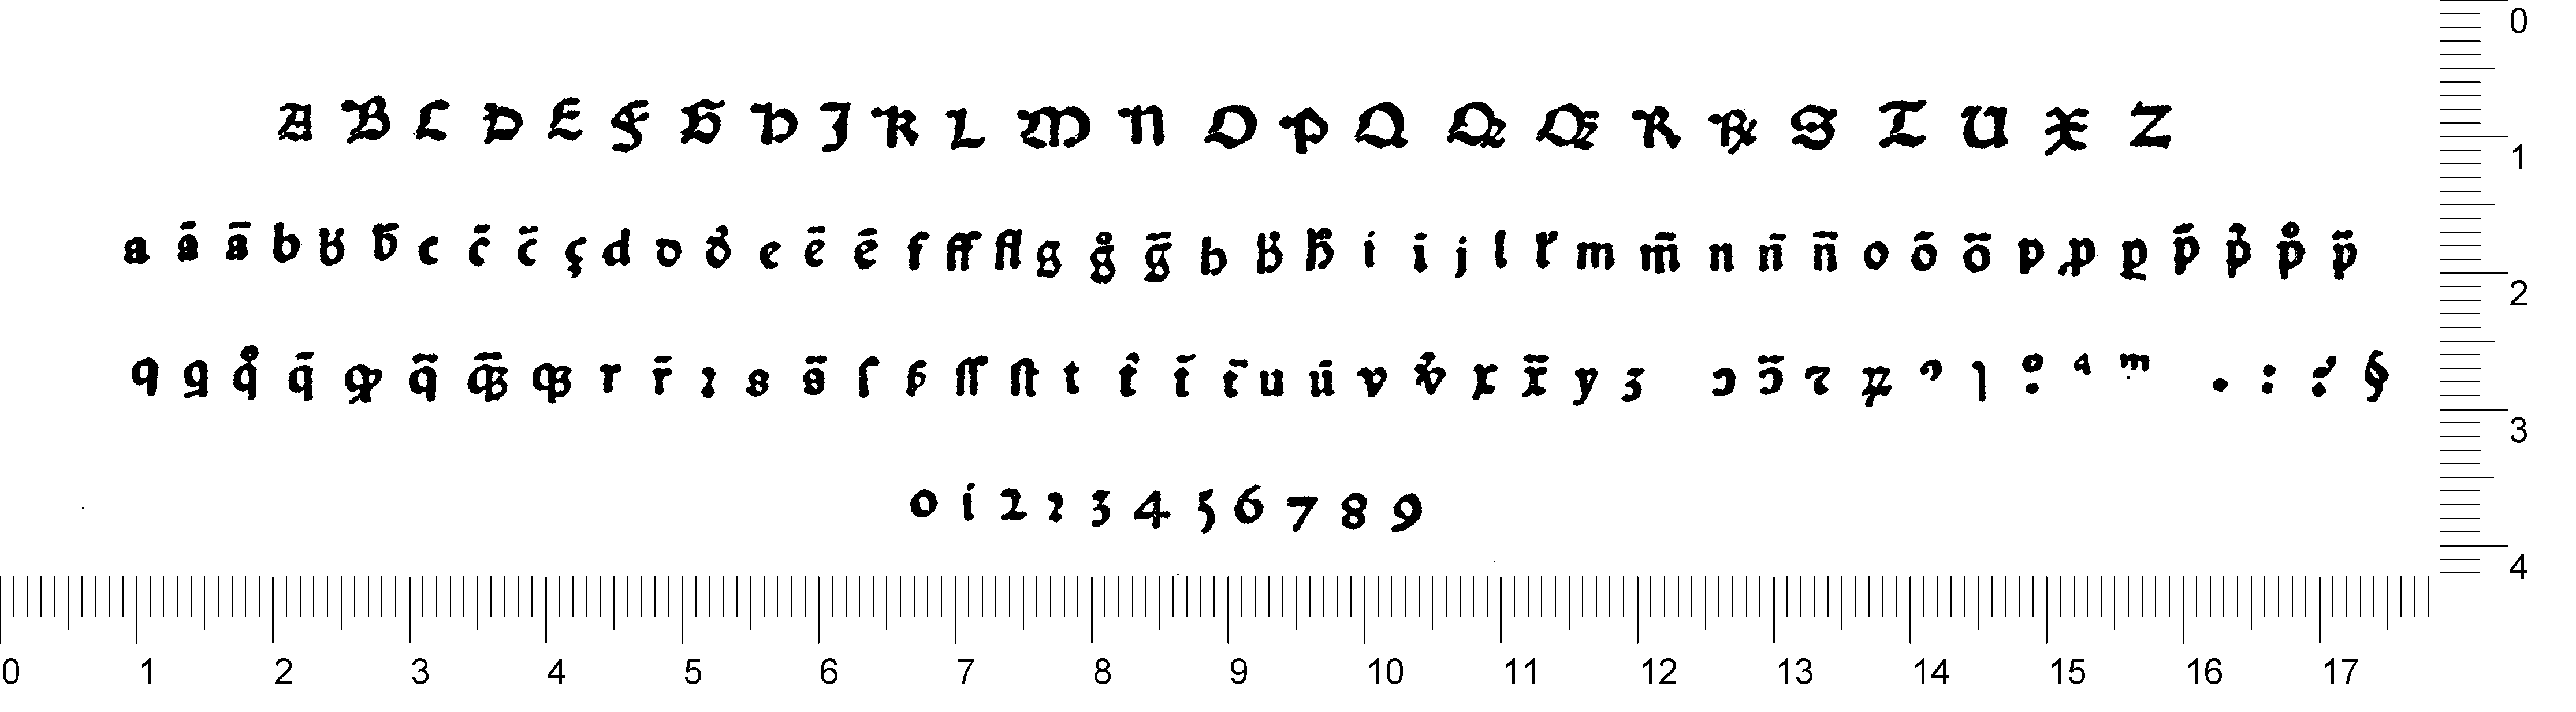 A B C D E F G H J K L M N O P Q Q R R S T U X Z
a ā ā b b b̄ c c̄ c̄ ç d d e ē ē f ff fl g g̊ ḡ h i ī j l m m̄ n n̄ n̄ o ō ō p ꝓ p p̄ p̊ p̄
q q q̊ q̄ q̄ r r̄ ꝛ s ſ ſſ ſt t t̄ u ū v x x̄ y ꝫ ɔ ɔ̄ . : §
0 1 2 2 3 4 5 6 7 8 9
0 1 2 3 4 5 6 7 8 9 10 11 12 13 14 15 16 17
0
1
2
3
4